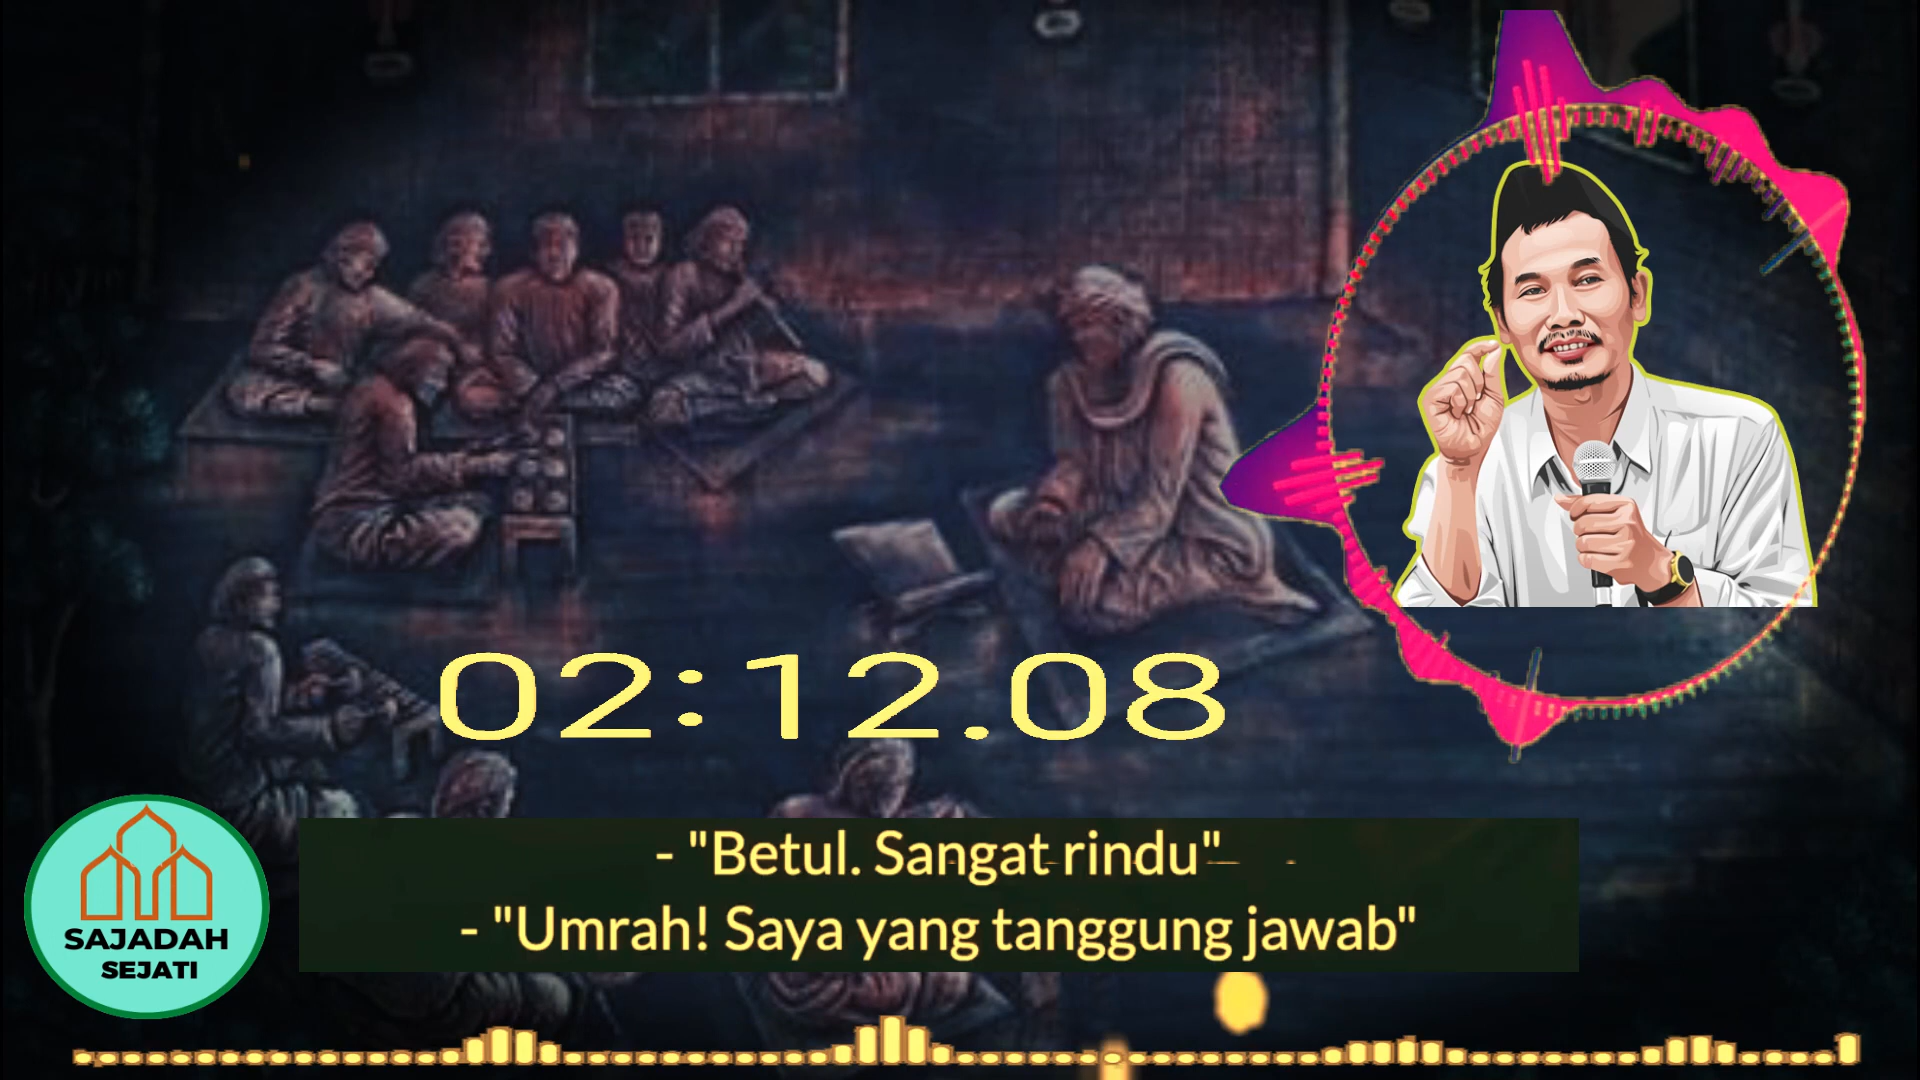 02:12.08
- "Betul. Sangat rindu"
- "Umrah! Saya yang tanggung jawab"
SAJADAH
SEJATI